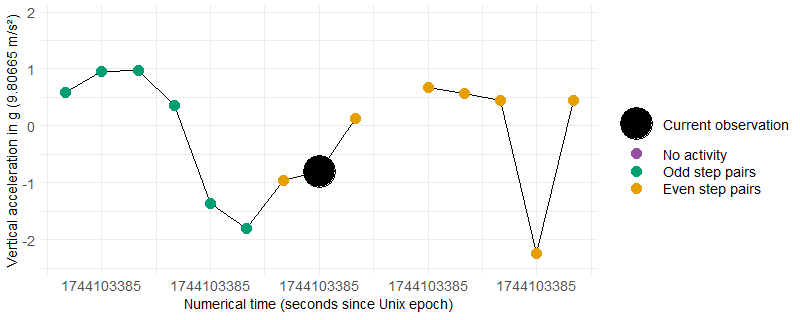 Vertical acceleration in g (9.80665 m/s²)
2
1
0
-1
-2
1744103385 1744103385 1744103385 1744103385 1744103385
Numerical time (seconds since Unix epoch)
Current observation
No activity
Odd step pairs
Even step pairs